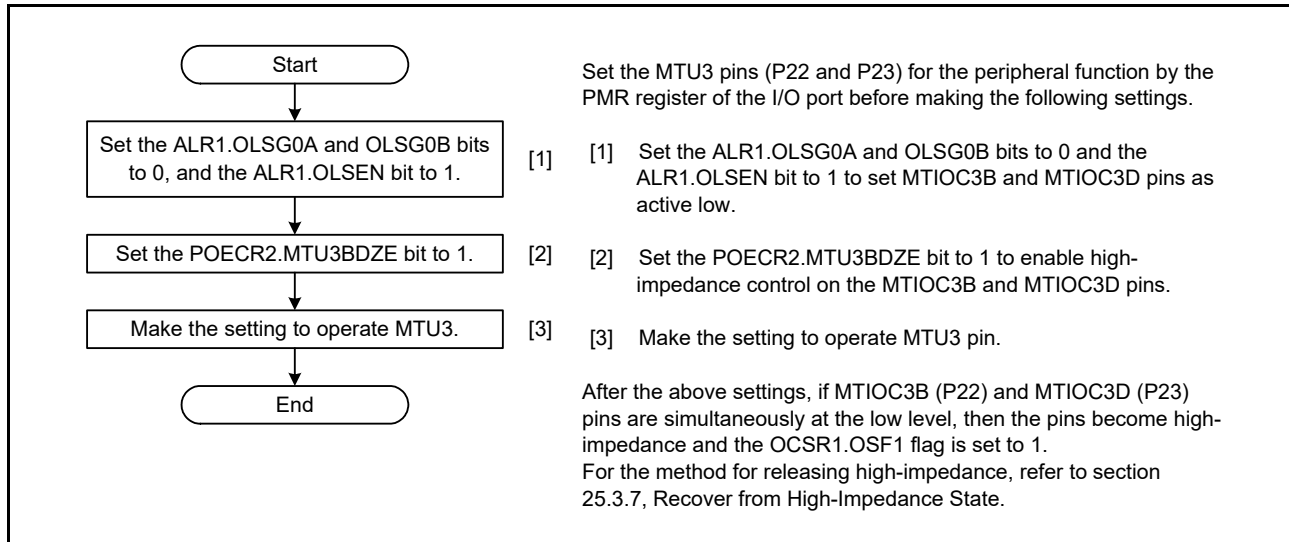 Start
Set the ALR1.OLSG0A and OLSG0B bits
to 0, and the ALR1.OLSEN bit to 1.
[1]
Set the POECR2.MTU3BDZE bit to 1.
[2]
Make the setting to operate MTU3.
[3]
End
Set the MTU3 pins (P22 and P23) for the peripheral function by the
PMR register of the I/O port before making the following settings.
[1] Set the ALR1.OLSG0A and OLSG0B bits to 0 and the
ALR1.OLSEN bit to 1 to set MTIOC3B and MTIOC3D pins as
active low.
[2] Set the POECR2.MTU3BDZE bit to 1 to enable high-
impedance control on the MTIOC3B and MTIOC3D pins.
[3] Make the setting to operate MTU3 pin.
After the above settings, if MTIOC3B (P22) and MTIOC3D (P23)
pins are simultaneously at the low level, then the pins become high-
impedance and the OCSR1.OSF1 flag is set to 1.
For the method for releasing high-impedance, refer to section
25.3.7, Recover from High-Impedance State.